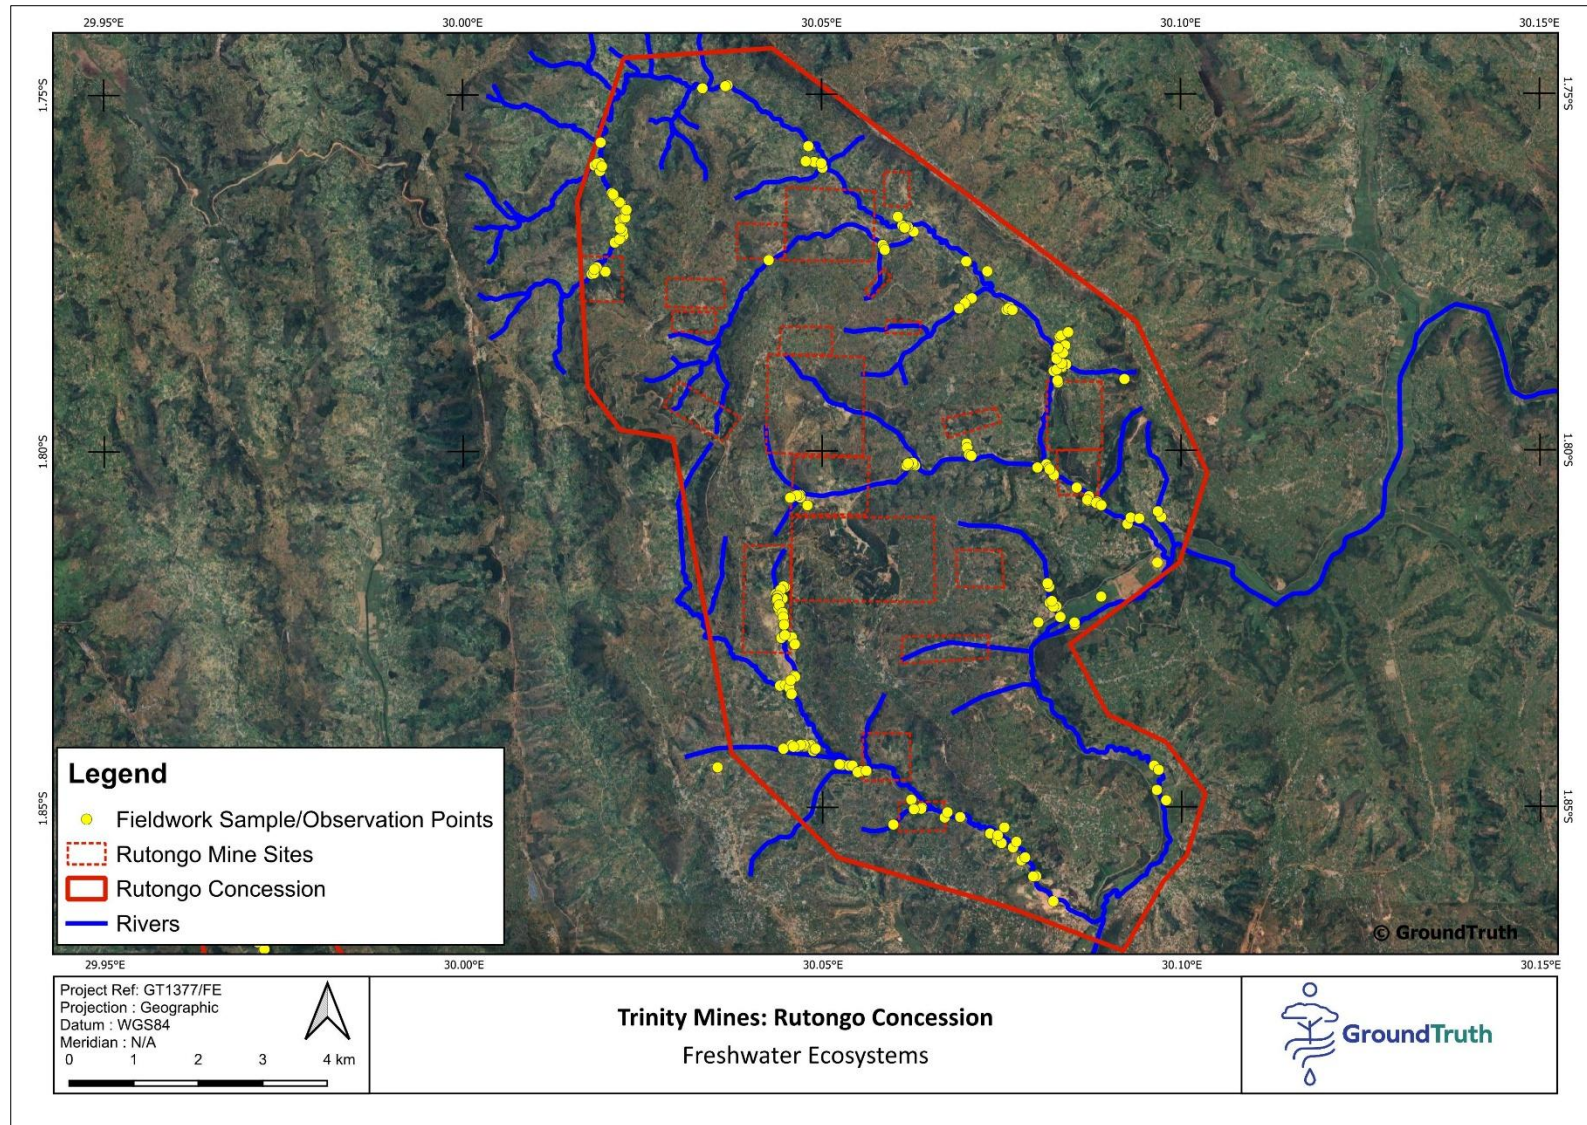 29.95°E 30.00°E 30.05°E 30.10°E 30.15°E
1.75°S 1.75°S
1.80°S 1.80°S
1.85°S 1.85°S
Legend
Fieldwork Sample/Observation Points
Rutongo Mine Sites
Rutongo Concession
Rivers
© GroundTruth
29.95°E 30.00°E 30.05°E 30.10°E 30.15°E
Project Ref: GT1377/FE
Projection : Geographic
Datum : WGS84
Meridian : N/A
0 1 2 3 4 km
Trinity Mines: Rutongo Concession
Freshwater Ecosystems
GroundTruth